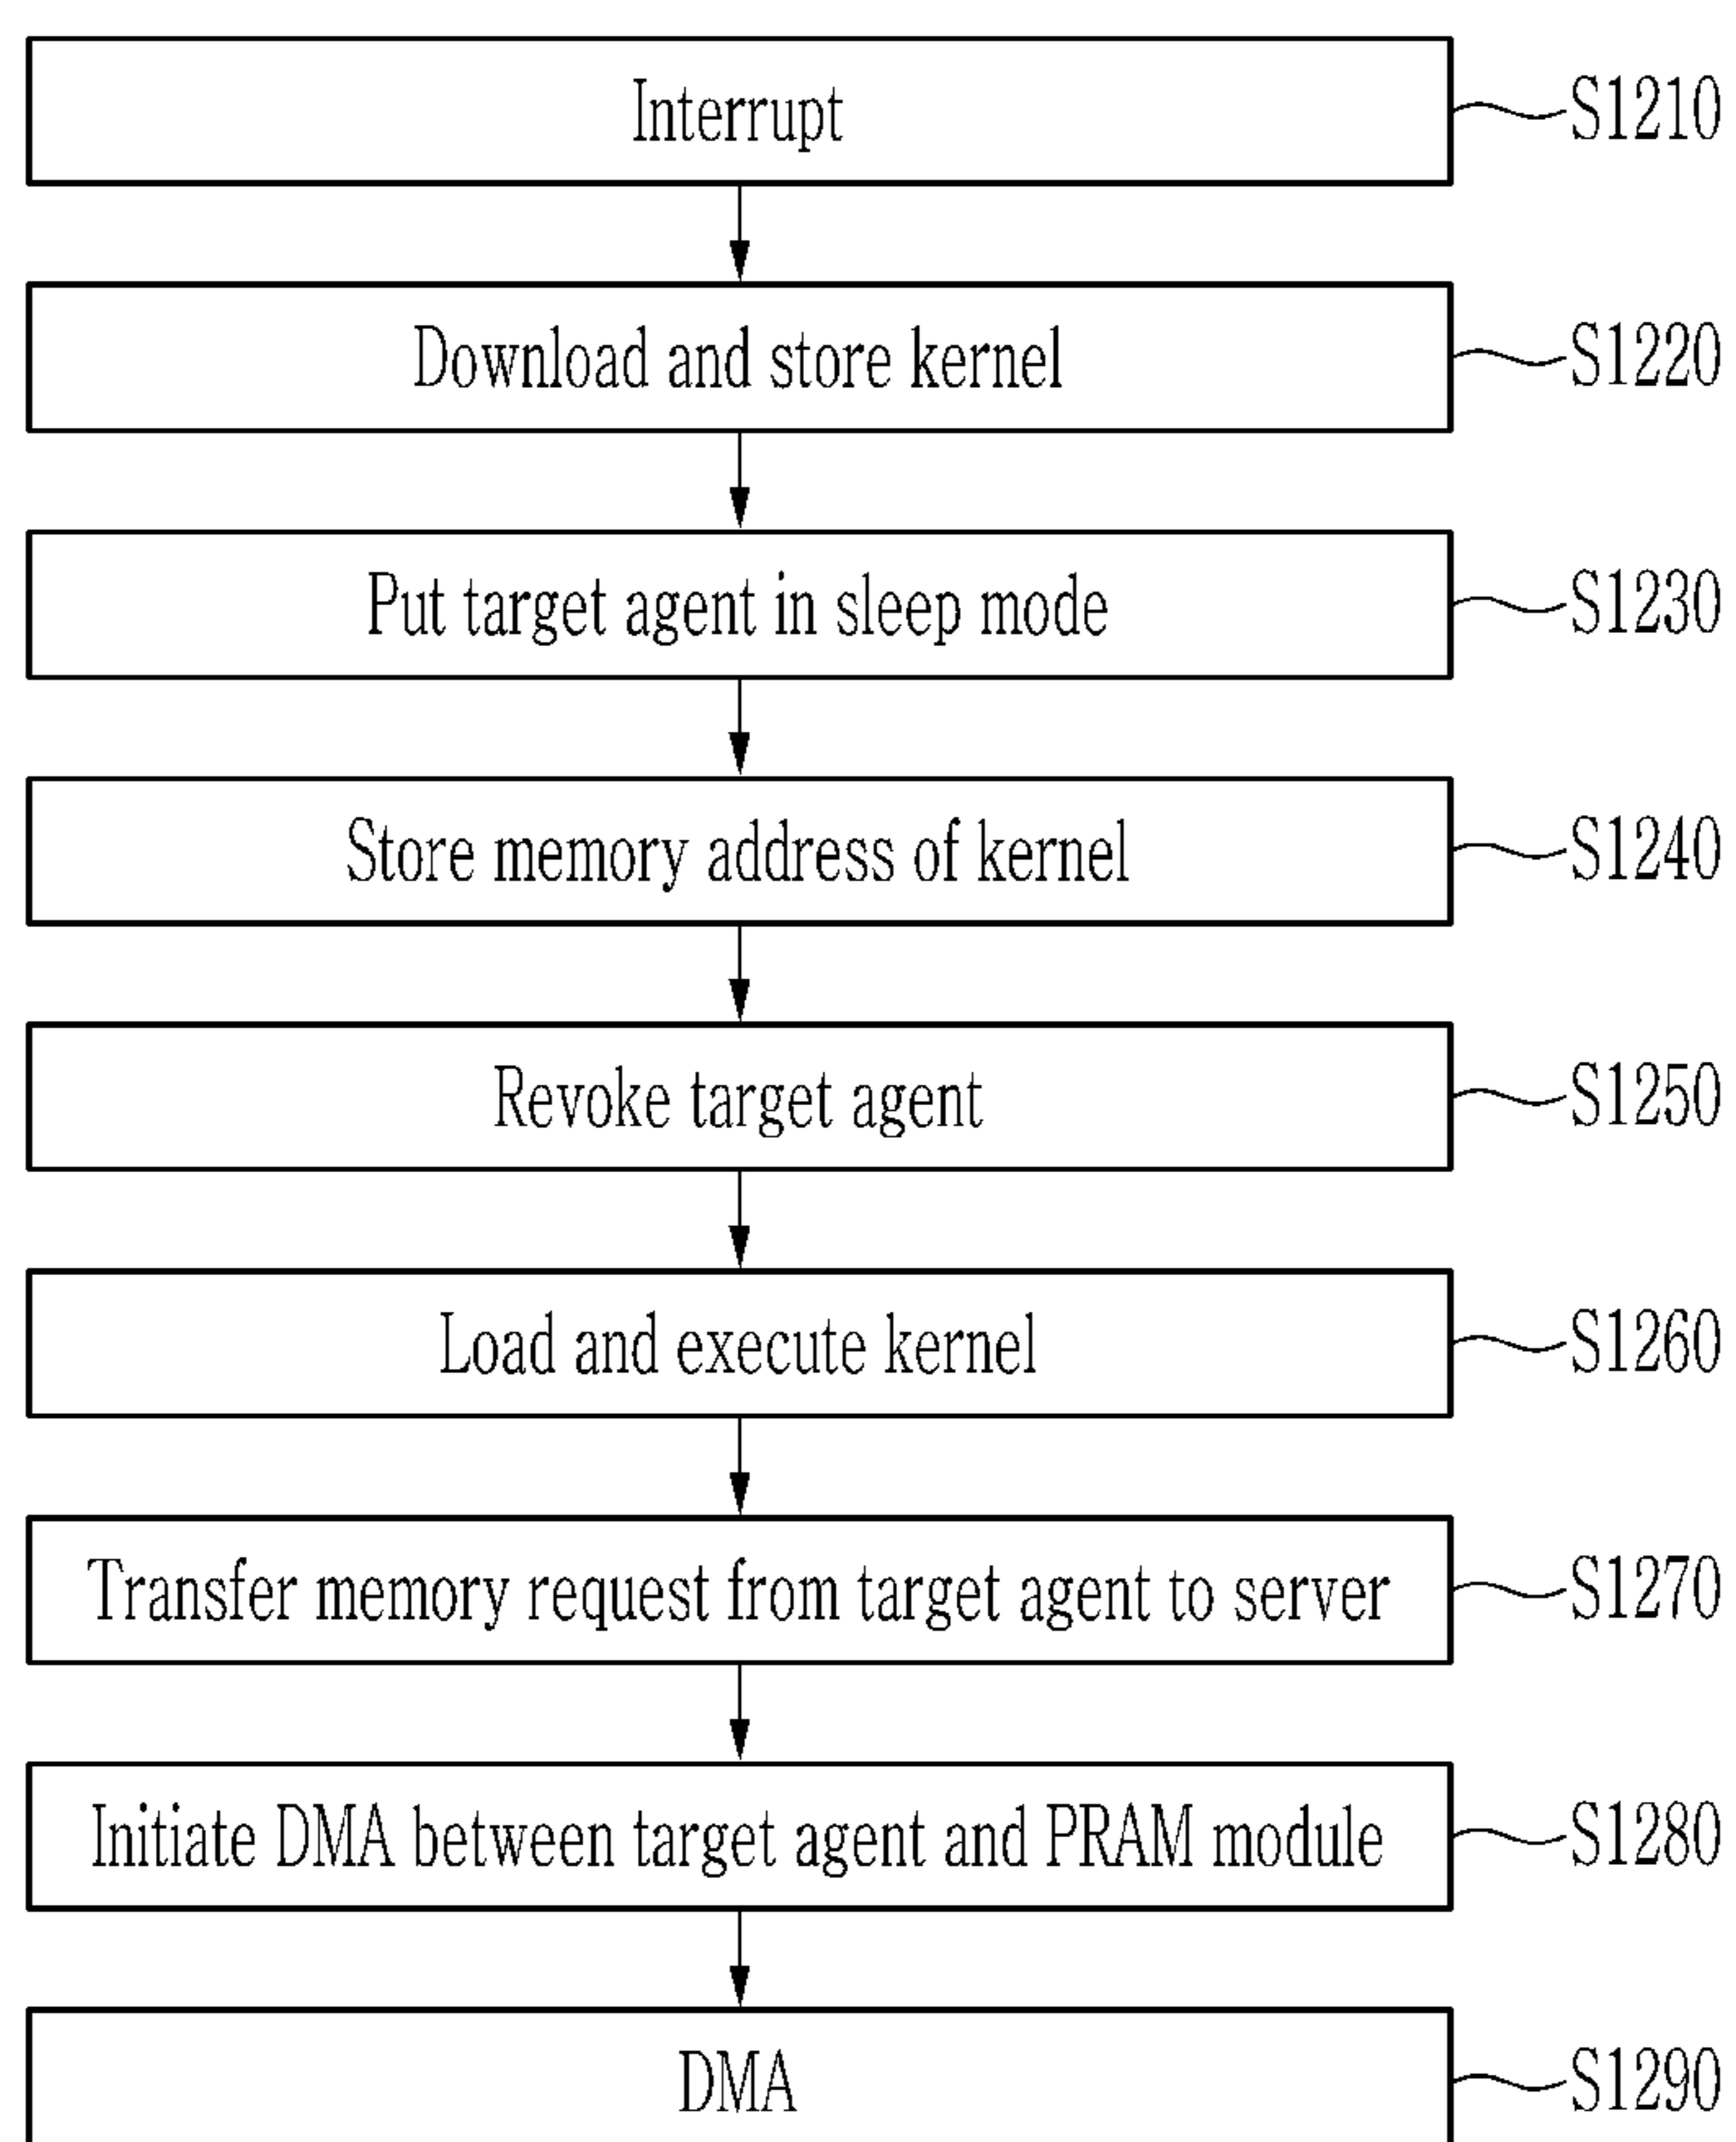 Interrupt S1210
Download and store kernel S1220
Put target agent in sleep mode S1230
Store memory address of kernel S1240
Revoke target agent S1250
Load and execute kernel S1260
Transfer memory request from target agent to server S1270
Initiate DMA between target agent and PRAM module S1280
DMA S1290